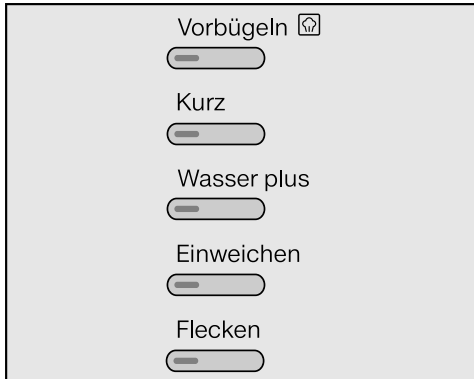 Vorbügeln
Kurz
Wasser plus
Einweichen
Flecken